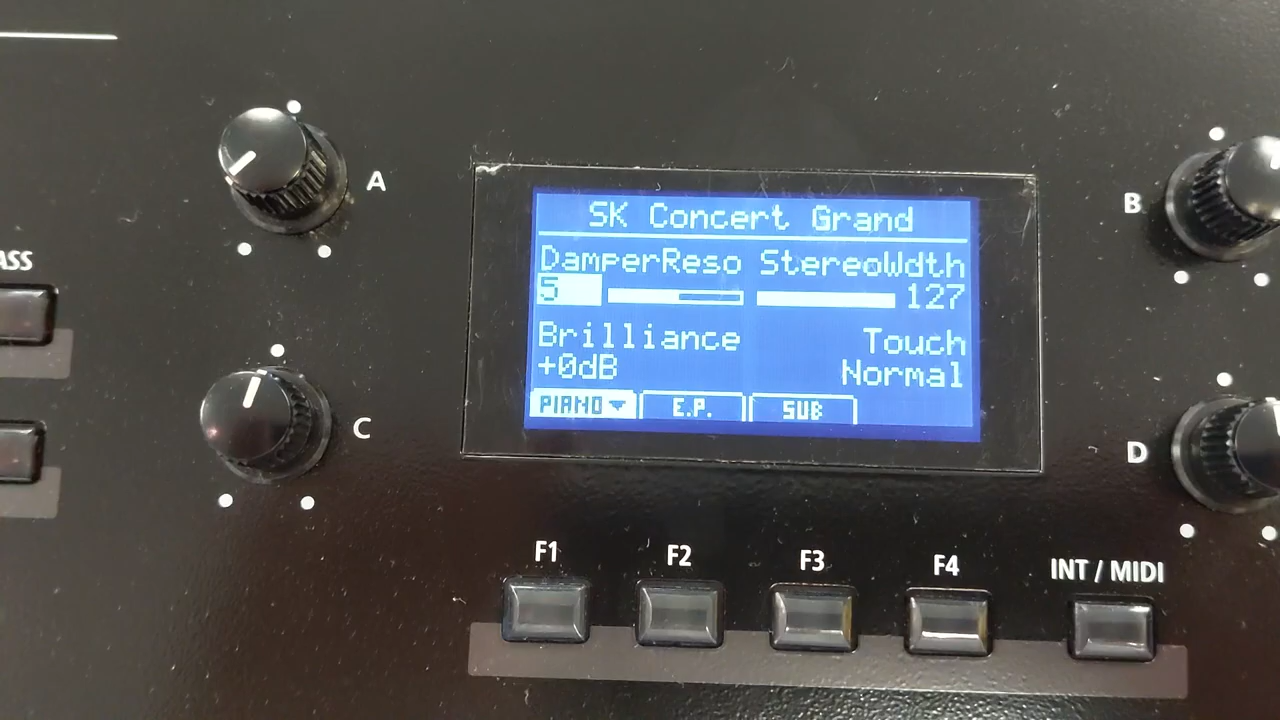 A
B
ASS
SK Concert Grand
DamperReso StereoWdth
5 127
Brilliance Touch
+0dB Normal
PIANO E.P. SUB
C
D
F1 F2 F3 F4 INT / MIDI